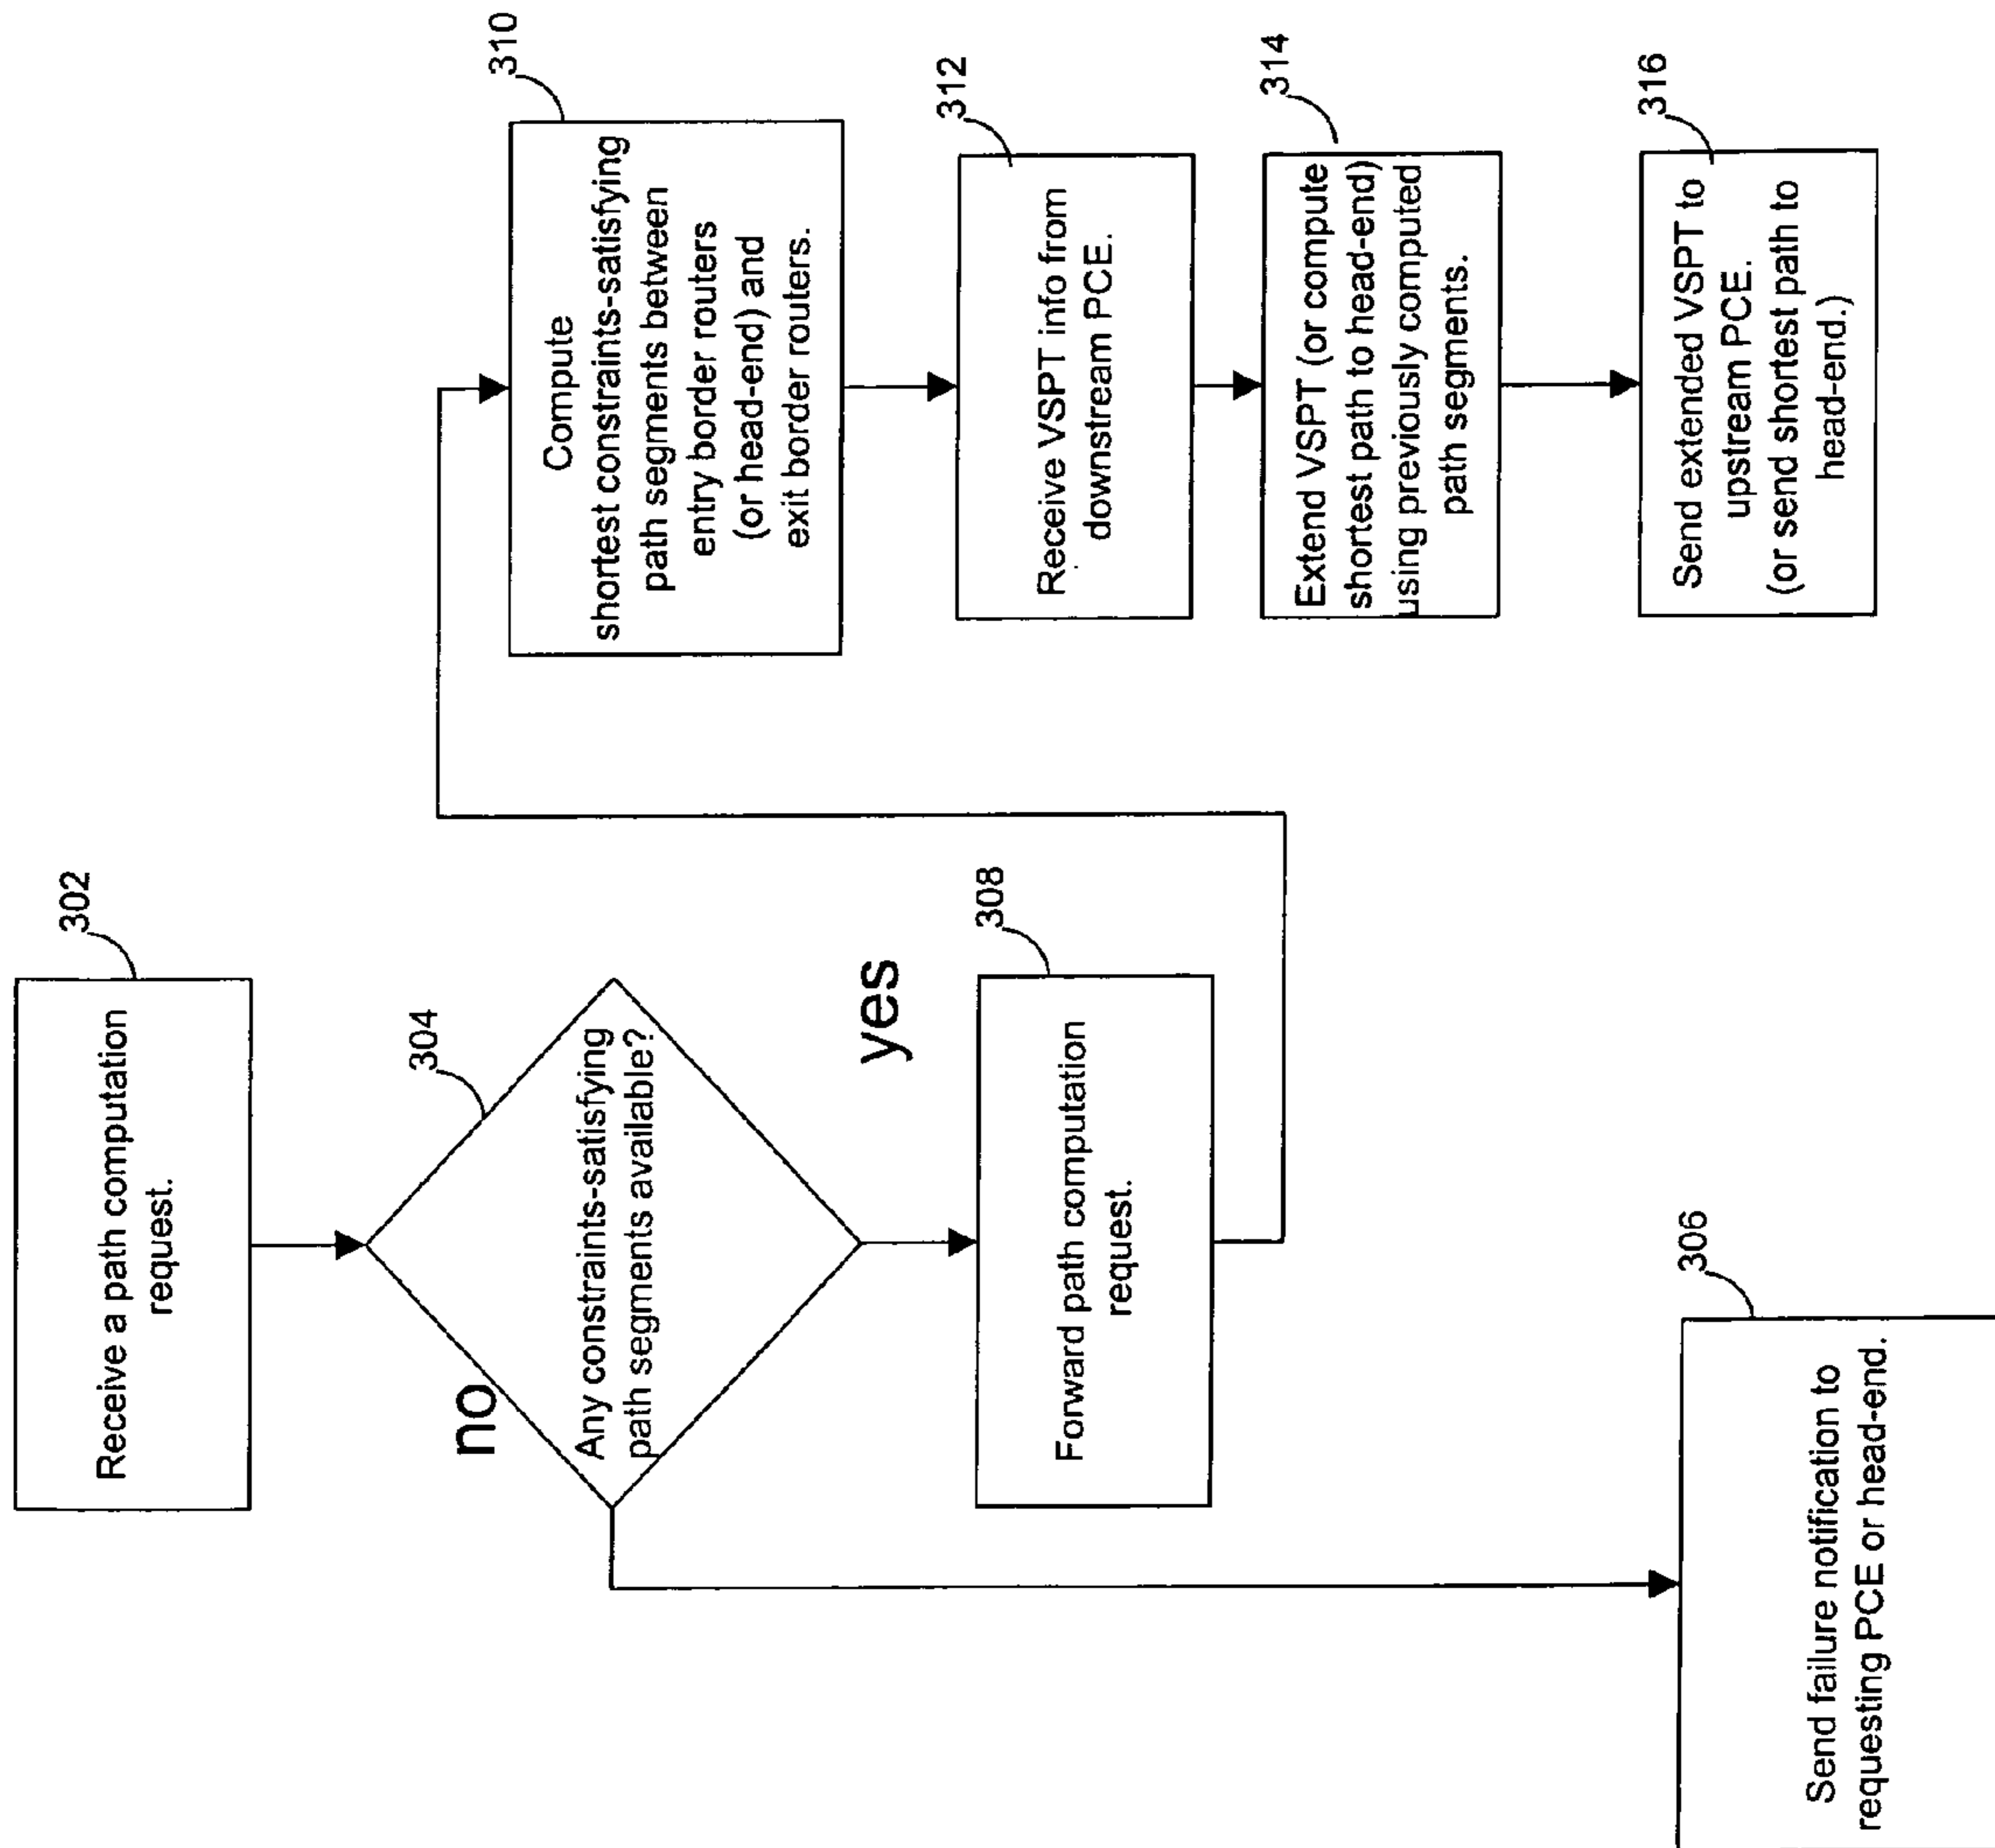 302
Receive a path computation
request.
304
Any constraints-satisfying
path segments available?
no
yes
306
Send failure notification to
requesting PCE or head-end.
308
Forward path computation
request.
310
Compute
shortest constraints-satisfying
path segments between
entry border routers
(or head-end) and
exit border routers.
312
Receive VSPT info from
downstream PCE.
314
Extend VSPT (or compute
shortest path to head-end)
using previously computed
path segments.
316
Send extended VSPT to
upstream PCE.
(or send shortest path to
head-end.)